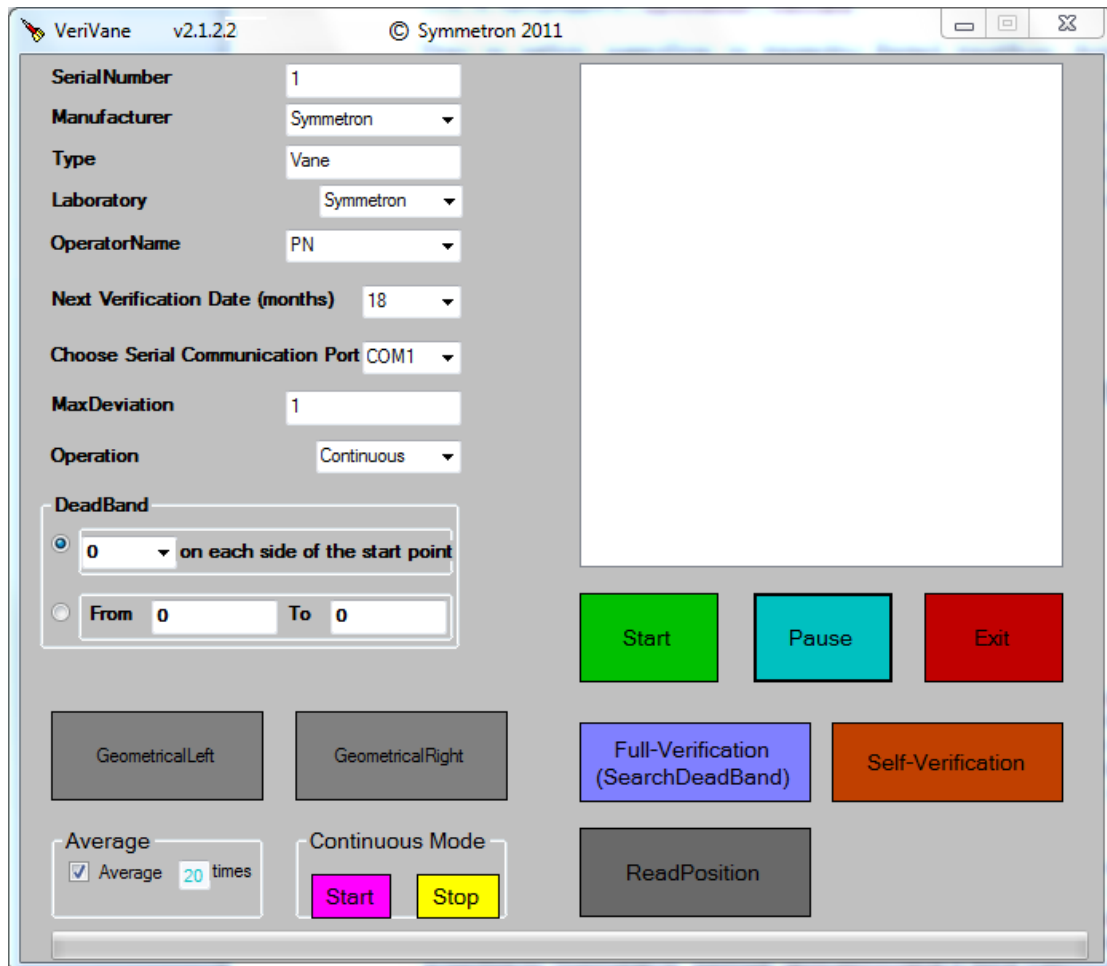 VeriVane v2.1.2.2 © Symmetron 2011
SerialNumber 1
Manufacturer Symmetron
Type Vane
Laboratory Symmetron
OperatorName PN
Next Verification Date (months) 18
Choose Serial Communication Port COM1
MaxDeviation 1
Operation Continuous
DeadBand
0 on each side of the start point
From 0 To 0
Start Pause Exit
GeometricalLeft GeometricalRight
Full-Verification
(SearchDeadBand)
Self-Verification
Average
Average 20 times
Continuous Mode
Start Stop
ReadPosition